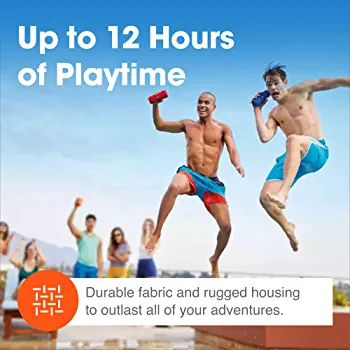 Up to 12 Hours
of Playtime
Durable fabric and rugged housing
to outlast all of your adventures.